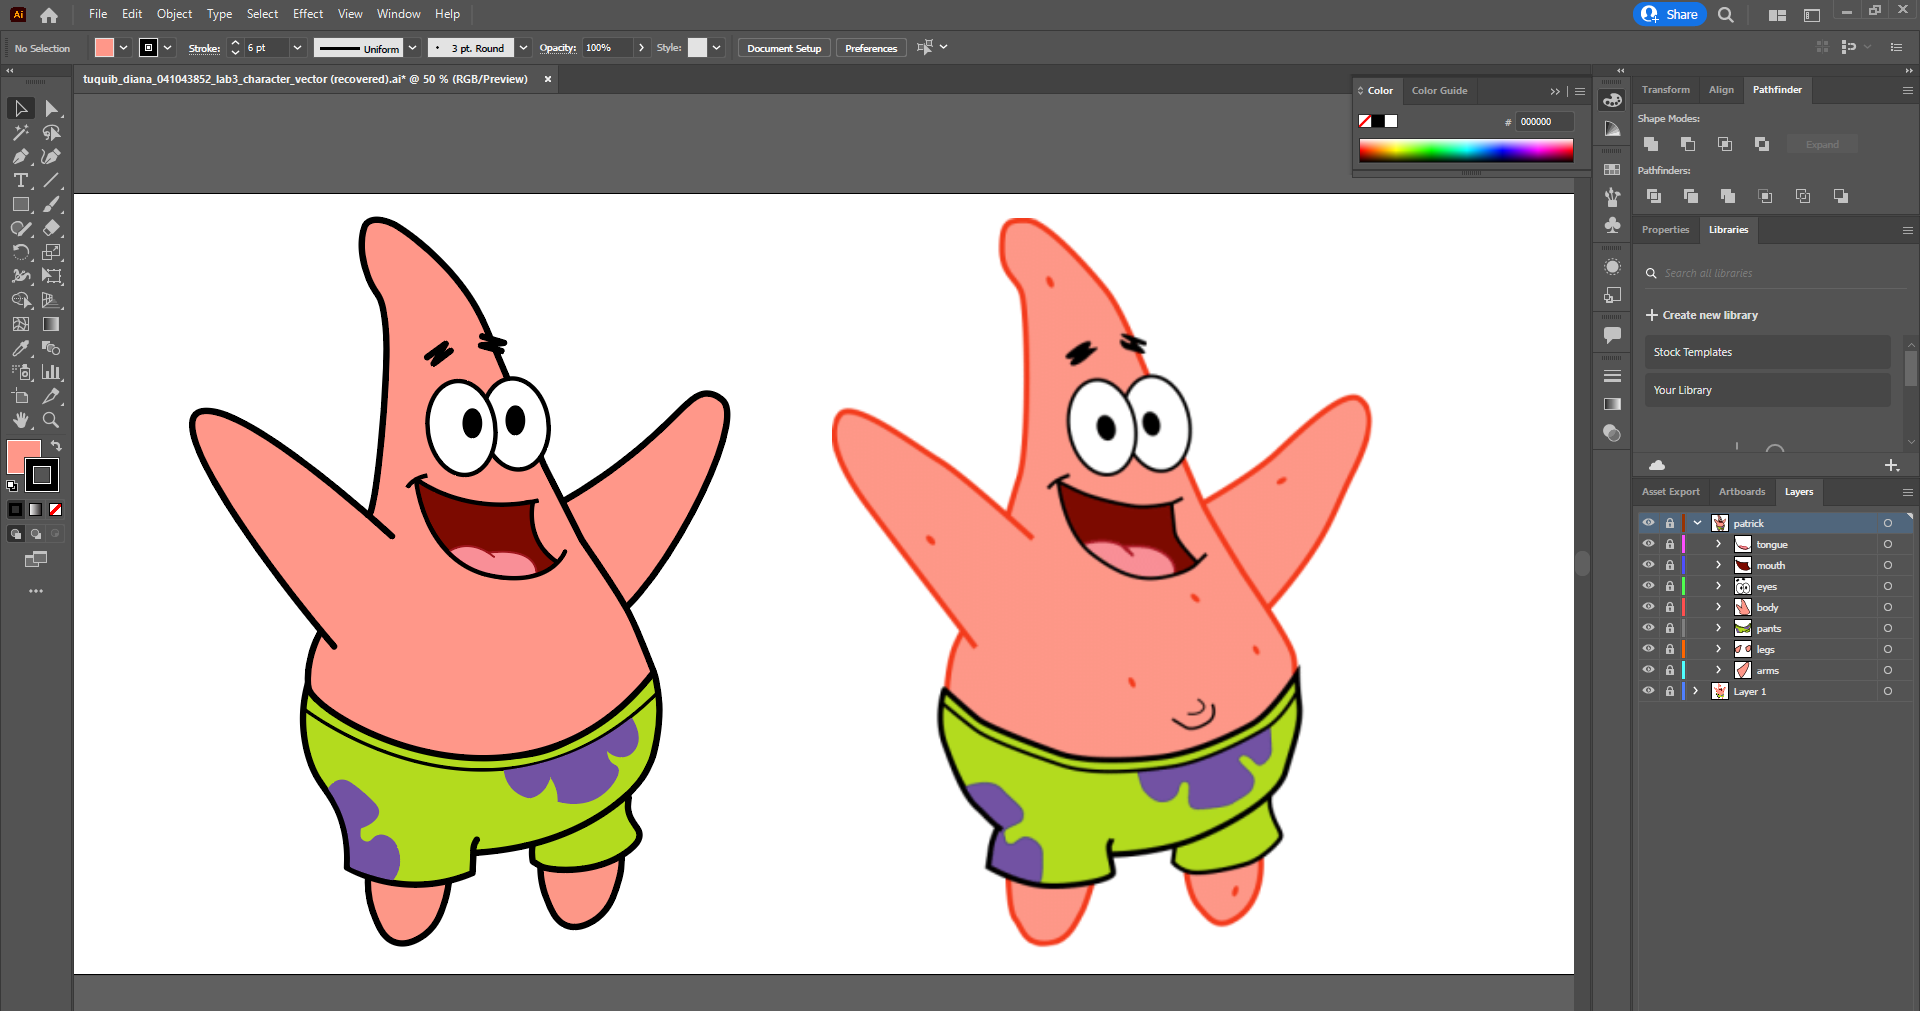 Ai File Edit Object Type Select Effect View Window Help Share
No Selection Stroke: 6 pt Uniform 3 pt. Round Opacity: 100% Style: Document Setup Preferences
tuquib_diana_041043852_lab3_character_vector (recovered).ai* @ 50 % (RGB/Preview)
Color Color Guide
# 000000
Transform Align Pathfinder
Shape Modes:
Expand
Pathfinders:
Properties Libraries
Search all libraries
Create new library
Stock Templates
Your Library
Asset Export Artboards Layers
patrick
tongue
mouth
eyes
body
pants
legs
arms
Layer 1